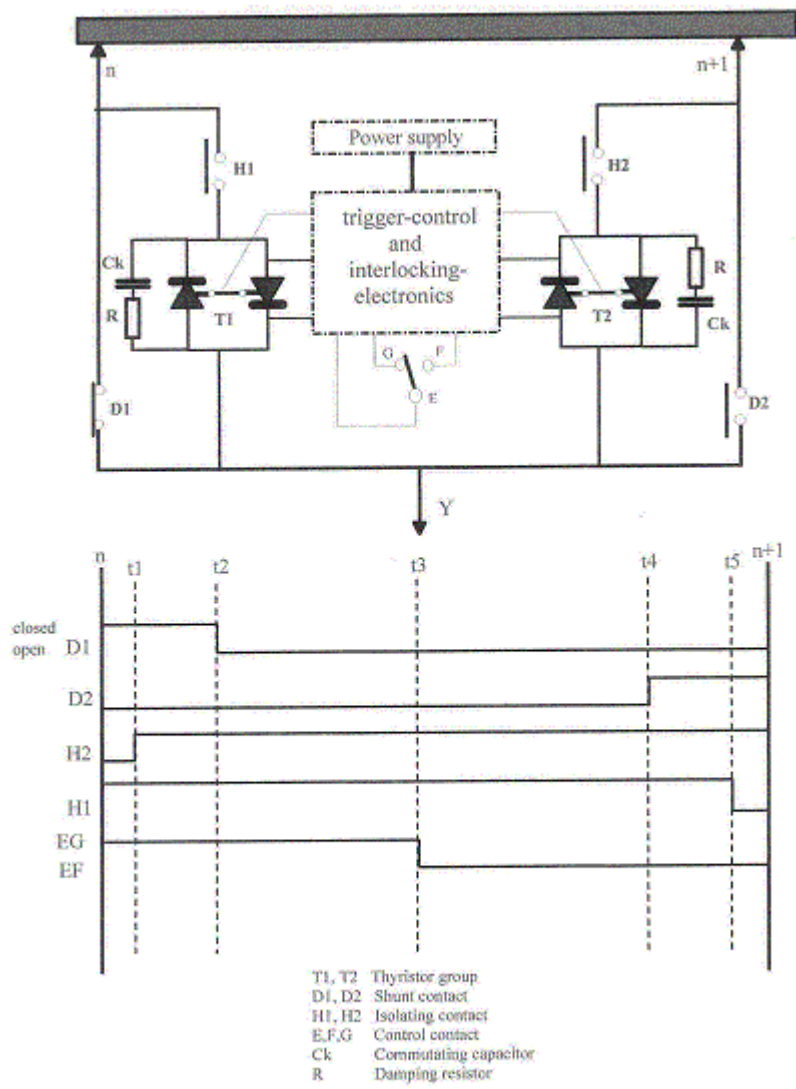 n
n+1
Power supply
H1
H2
trigger-control
and
interlocking-
electronics
Ck
R
T1
T2
R
Ck
G
F
E
D1
D2
Y
n
t1
t2
t3
t4
t5
n+1
closed
open
D1
D2
H2
H1
EG
EF
T1, T2 Thyristor group
D1, D2 Shunt contact
H1, H2 Isolating contact
E,F,G Control contact
Ck Commutating capacitor
R Damping resistor